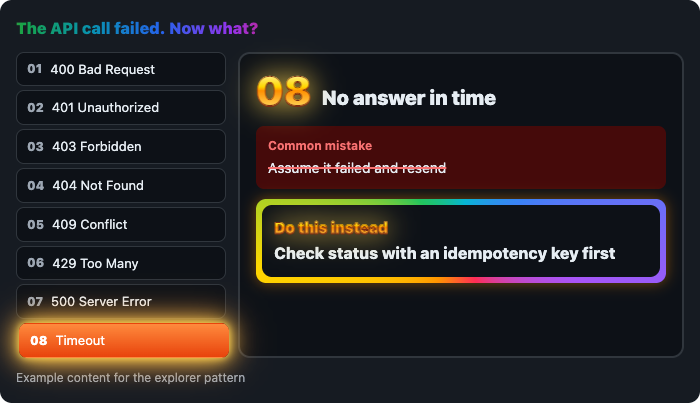 The API call failed. Now what?
01 400 Bad Request
02 401 Unauthorized
03 403 Forbidden
04 404 Not Found
05 409 Conflict
06 429 Too Many
07 500 Server Error
08 Timeout
08 No answer in time
Common mistake
Assume it failed and resend
Do this instead
Check status with an idempotency key first
Example content for the explorer pattern